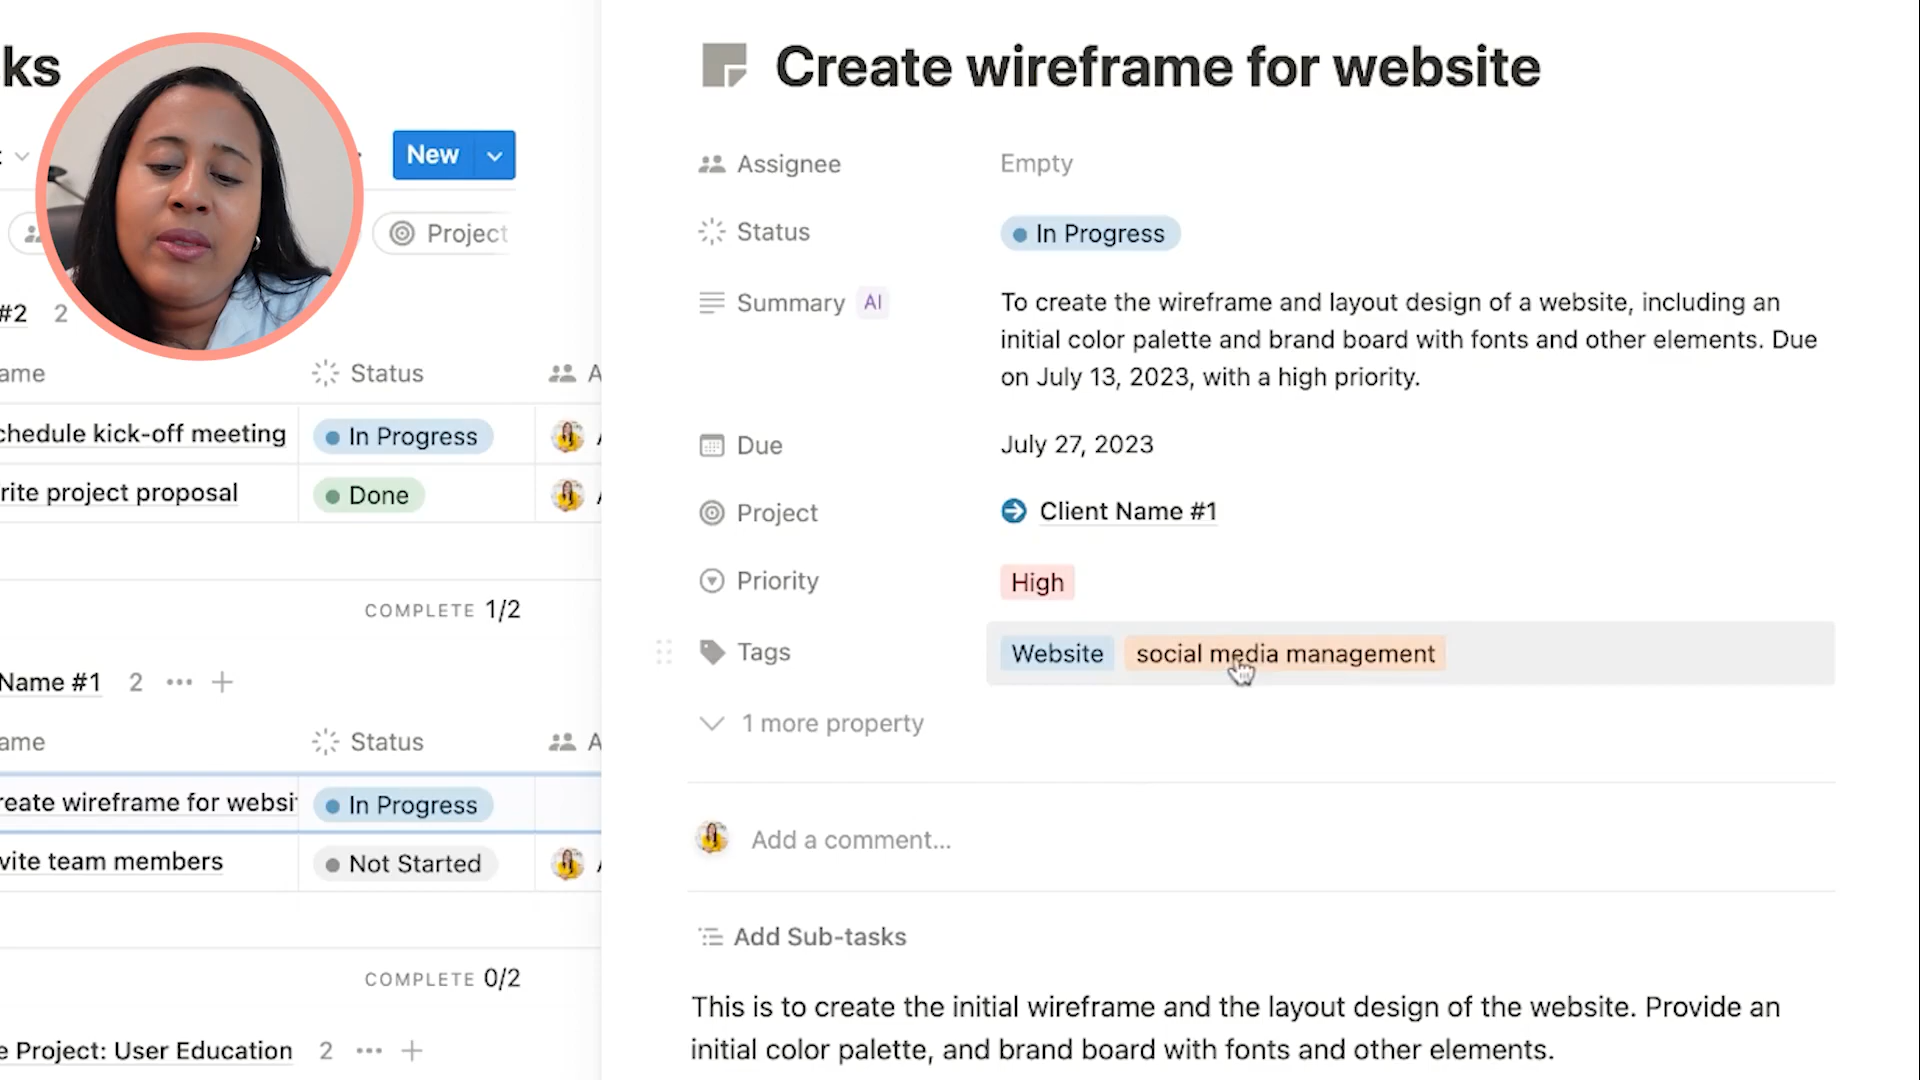 ks
New
Project
#2 2
ame Status A
chedule kick-off meeting In Progress
rite project proposal Done
COMPLETE 1/2
Name #1 2 ••• +
ame Status A
reate wireframe for websi In Progress
vite team members Not Started
COMPLETE 0/2
e Project: User Education 2 ••• +
Create wireframe for website
Assignee Empty
Status In Progress
Summary AI To create the wireframe and layout design of a website, including an
initial color palette and brand board with fonts and other elements. Due
on July 13, 2023, with a high priority.
Due July 27, 2023
Project Client Name #1
Priority High
Tags Website social media management
1 more property
Add a comment...
Add Sub-tasks
This is to create the initial wireframe and the layout design of the website. Provide an
initial color palette, and brand board with fonts and other elements.